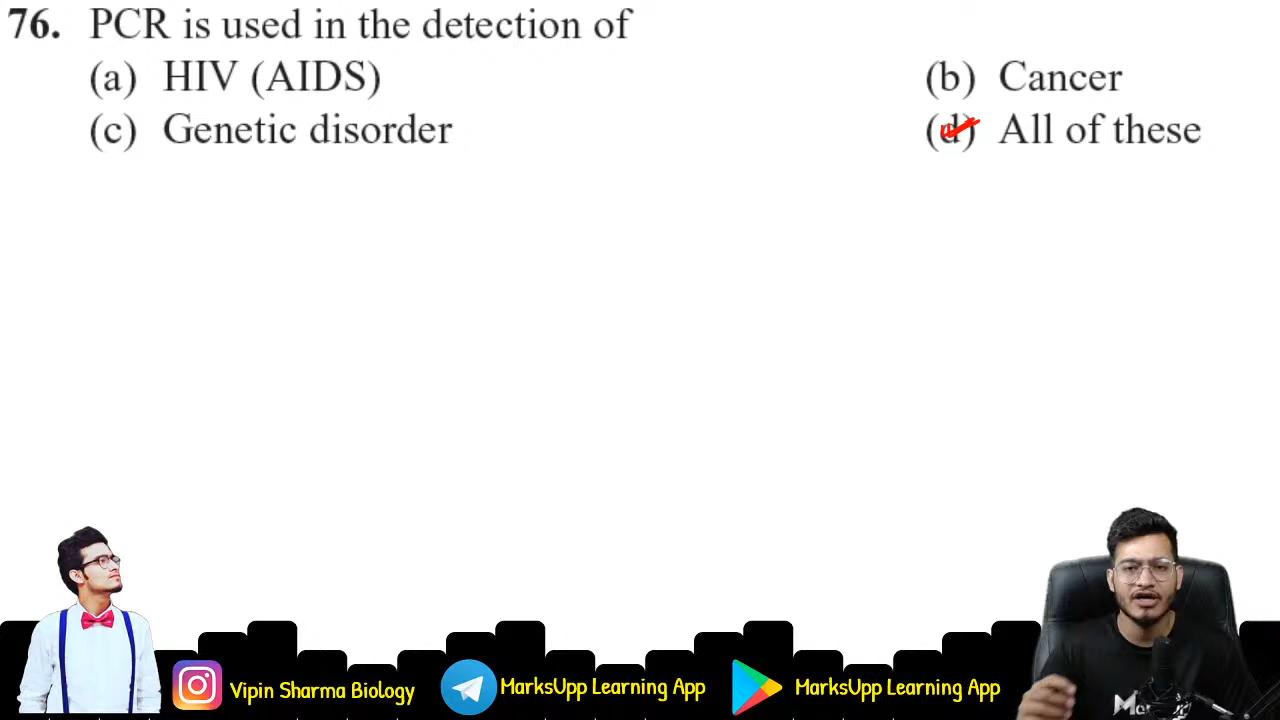 76. PCR is used in the detection of
(a) HIV (AIDS) (b) Cancer
(c) Genetic disorder (d) All of these
Vipin Sharma Biology MarksUpp Learning App MarksUpp Learning App